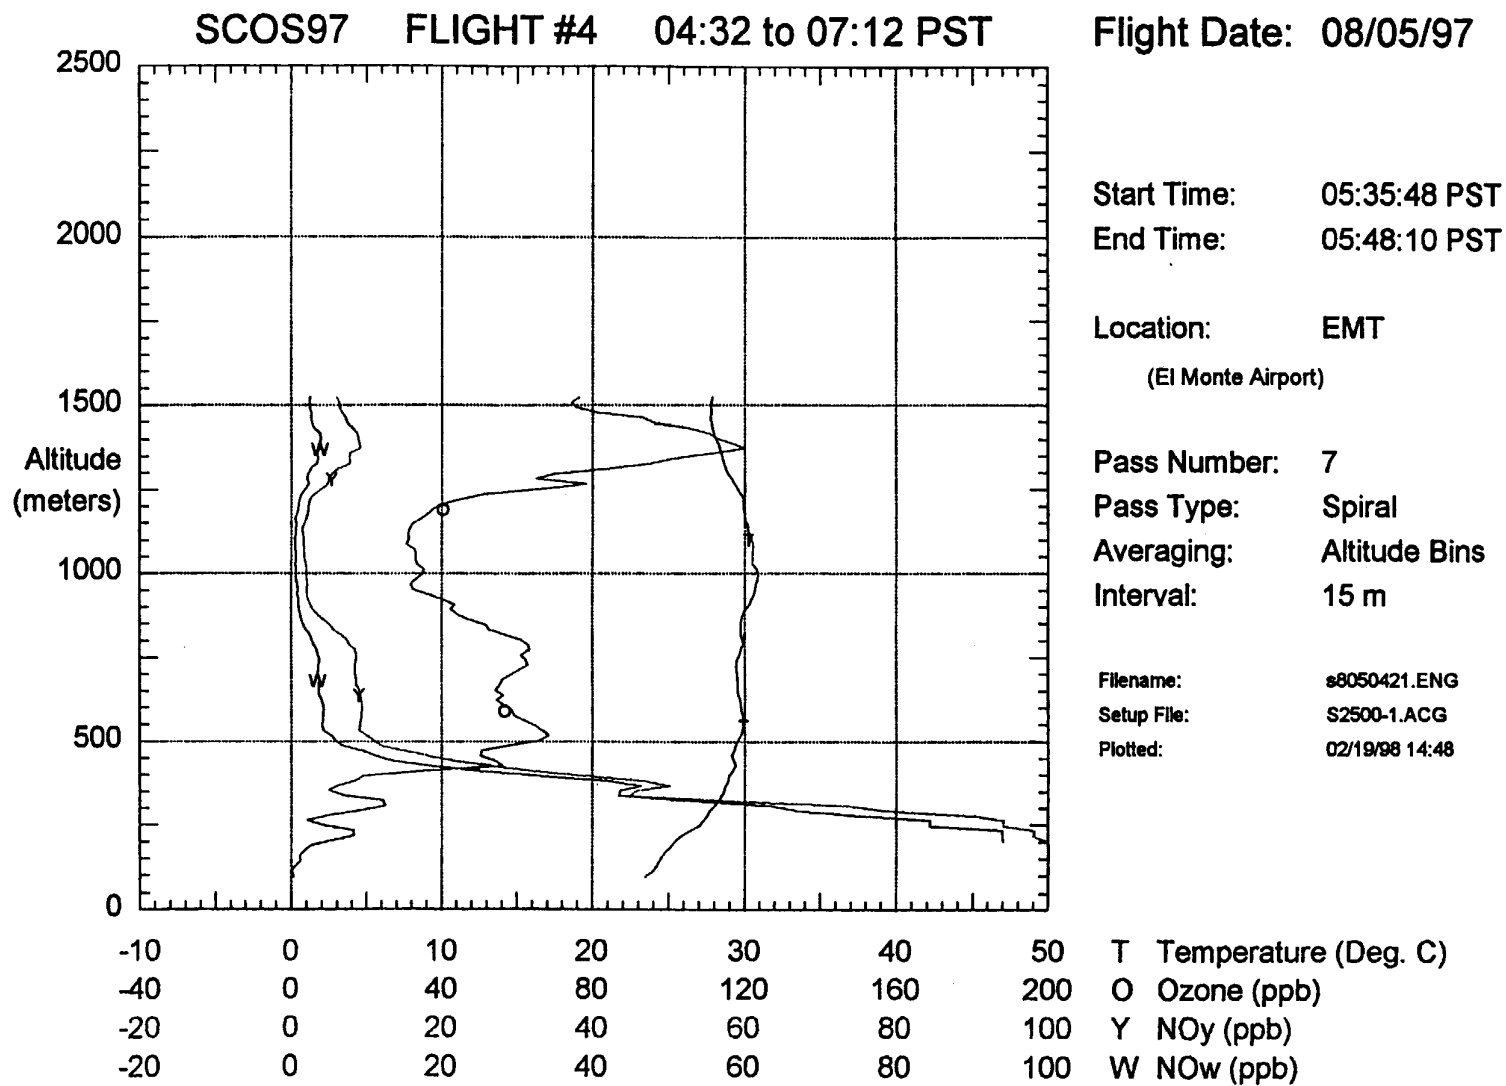 SCOS97 FLIGHT #4 04:32 to 07:12 PST Flight Date: 08/05/97
2500
2000
1500
Altitude
(meters)
1000
500
0
W
Y
O
T
W
Y
O
T
Start Time: 05:35:48 PST
End Time: 05:48:10 PST
Location: EMT
(El Monte Airport)
Pass Number: 7
Pass Type: Spiral
Averaging: Altitude Bins
Interval: 15 m
Filename: s8050421.ENG
Setup File: S2500-1.ACG
Plotted: 02/19/98 14:48
-10 0 10 20 30 40 50 T Temperature (Deg. C)
-40 0 40 80 120 160 200 O Ozone (ppb)
-20 0 20 40 60 80 100 Y NOy (ppb)
-20 0 20 40 60 80 100 W NOw (ppb)